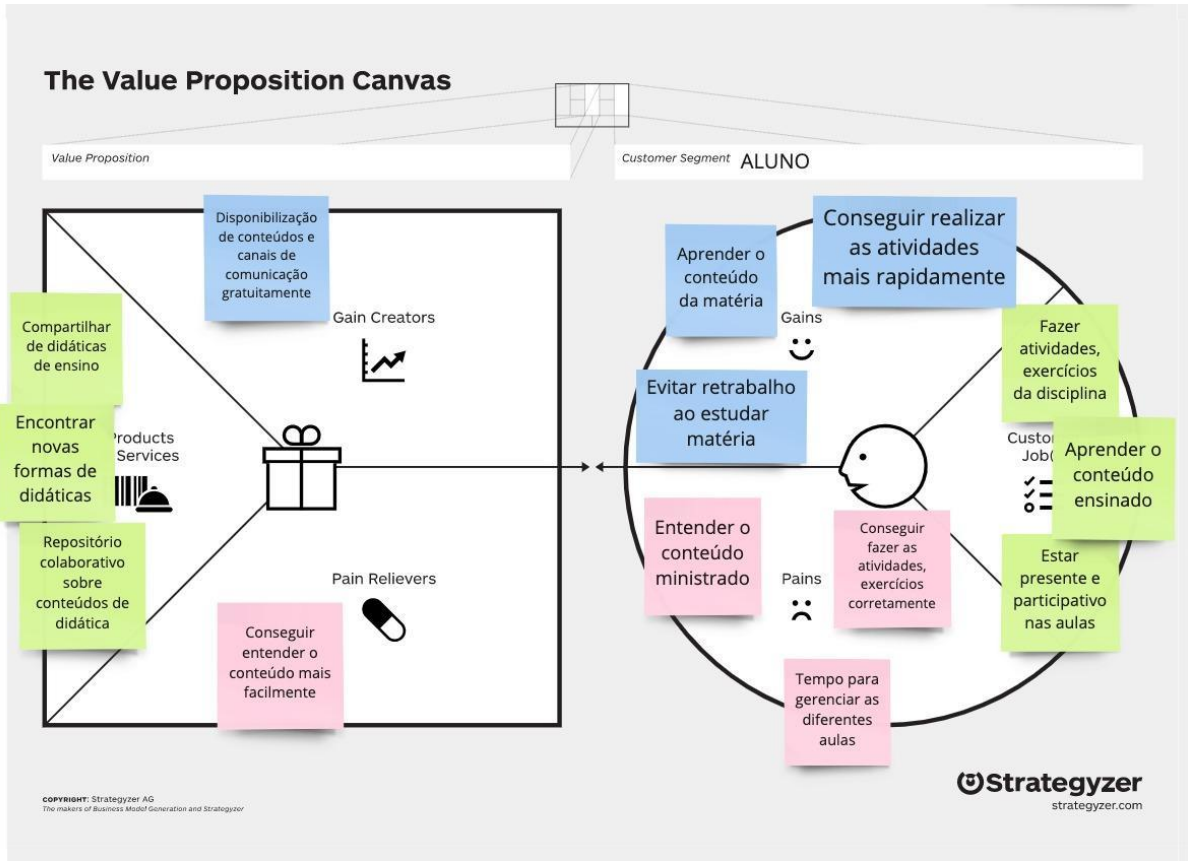 The Value Proposition Canvas
Value Proposition
Customer Segment ALUNO
Disponibilização
de conteúdos e
canais de
comunicação
gratuitamente
Gain Creators
Compartilhar
de didáticas
de ensino
Encontrar
novas
formas de
didáticas
Products
Services
Repositório
colaborativo
sobre
conteúdos de
didática
Pain Relievers
Conseguir
entender o
conteúdo mais
facilmente
Aprender o
conteúdo
da matéria
Conseguir realizar
as atividades
mais rapidamente
Gains
Evitar retrabalho
ao estudar
matéria
Fazer
atividades,
exercícios
da disciplina
Custo
Job(
Aprender o
conteúdo
ensinado
Estar
presente e
participativo
nas aulas
Entender o
conteúdo
ministrado
Pains
Conseguir
fazer as
atividades,
exercícios
corretamente
Tempo para
gerenciar as
diferentes
aulas
COPYRIGHT: Strategyzer AG
The makers of Business Model Generation and Strategyzer
Strategyzer
strategyzer.com